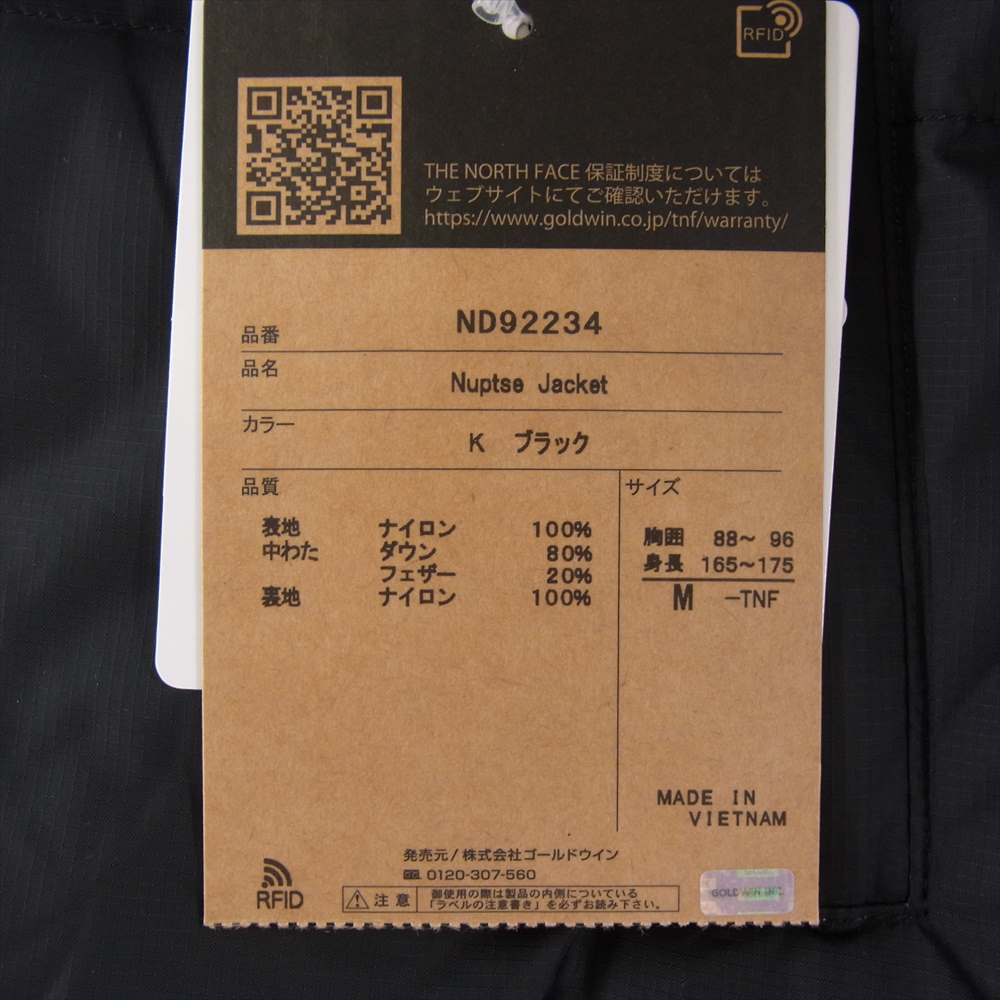 RFID
THE NORTH FACE 保証制度については
ウェブサイトにてご確認いただけます。
https://www.goldwin.co.jp/tnf/warranty/
品番 ND92234
品名 Nuptse Jacket
カラー K ブラック
品質
表地 ナイロン 100%
中わた ダウン 80%
フェザー 20%
裏地 ナイロン 100%
サイズ
胸囲 88～ 96
身長 165～175
M －TNF
MADE IN
VIETNAM
発売元/株式会社ゴールドウイン
0120-307-560
RFID
注意
御使用の際は製品の内側についている
「ラベルの注意書き」を必ずお読み下さい。
GOLD